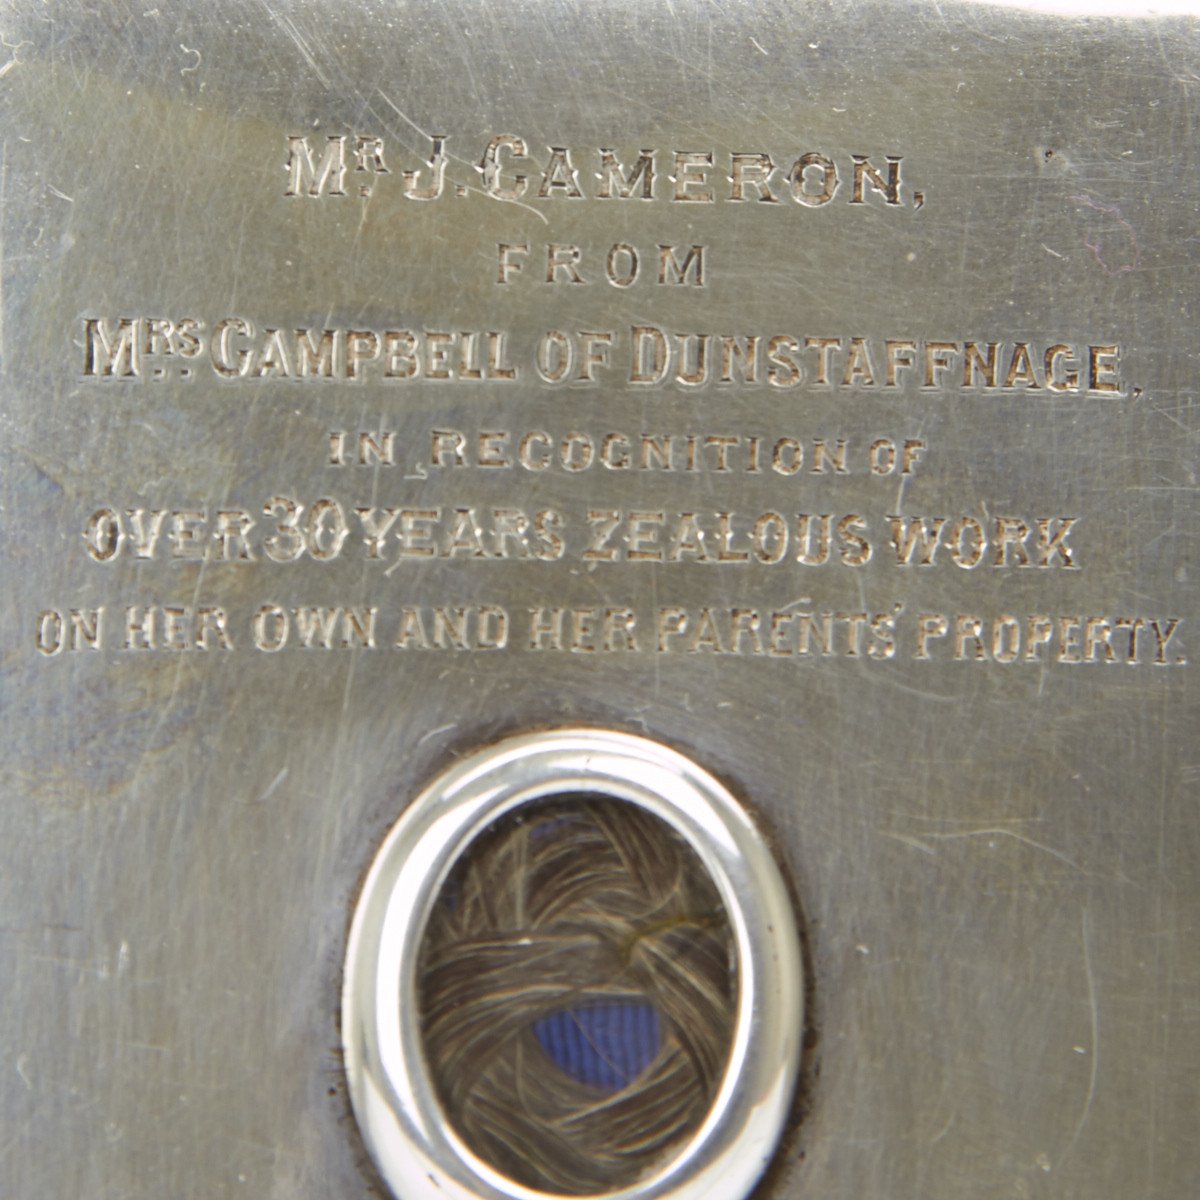 MR. J. CAMERON,
FROM
MRS. CAMPBELL OF DUNSTAFFNAGE,
IN RECOGNITION OF
OVER 30 YEARS ZEALOUS WORK
ON HER OWN AND HER PARENTS' PROPERTY.